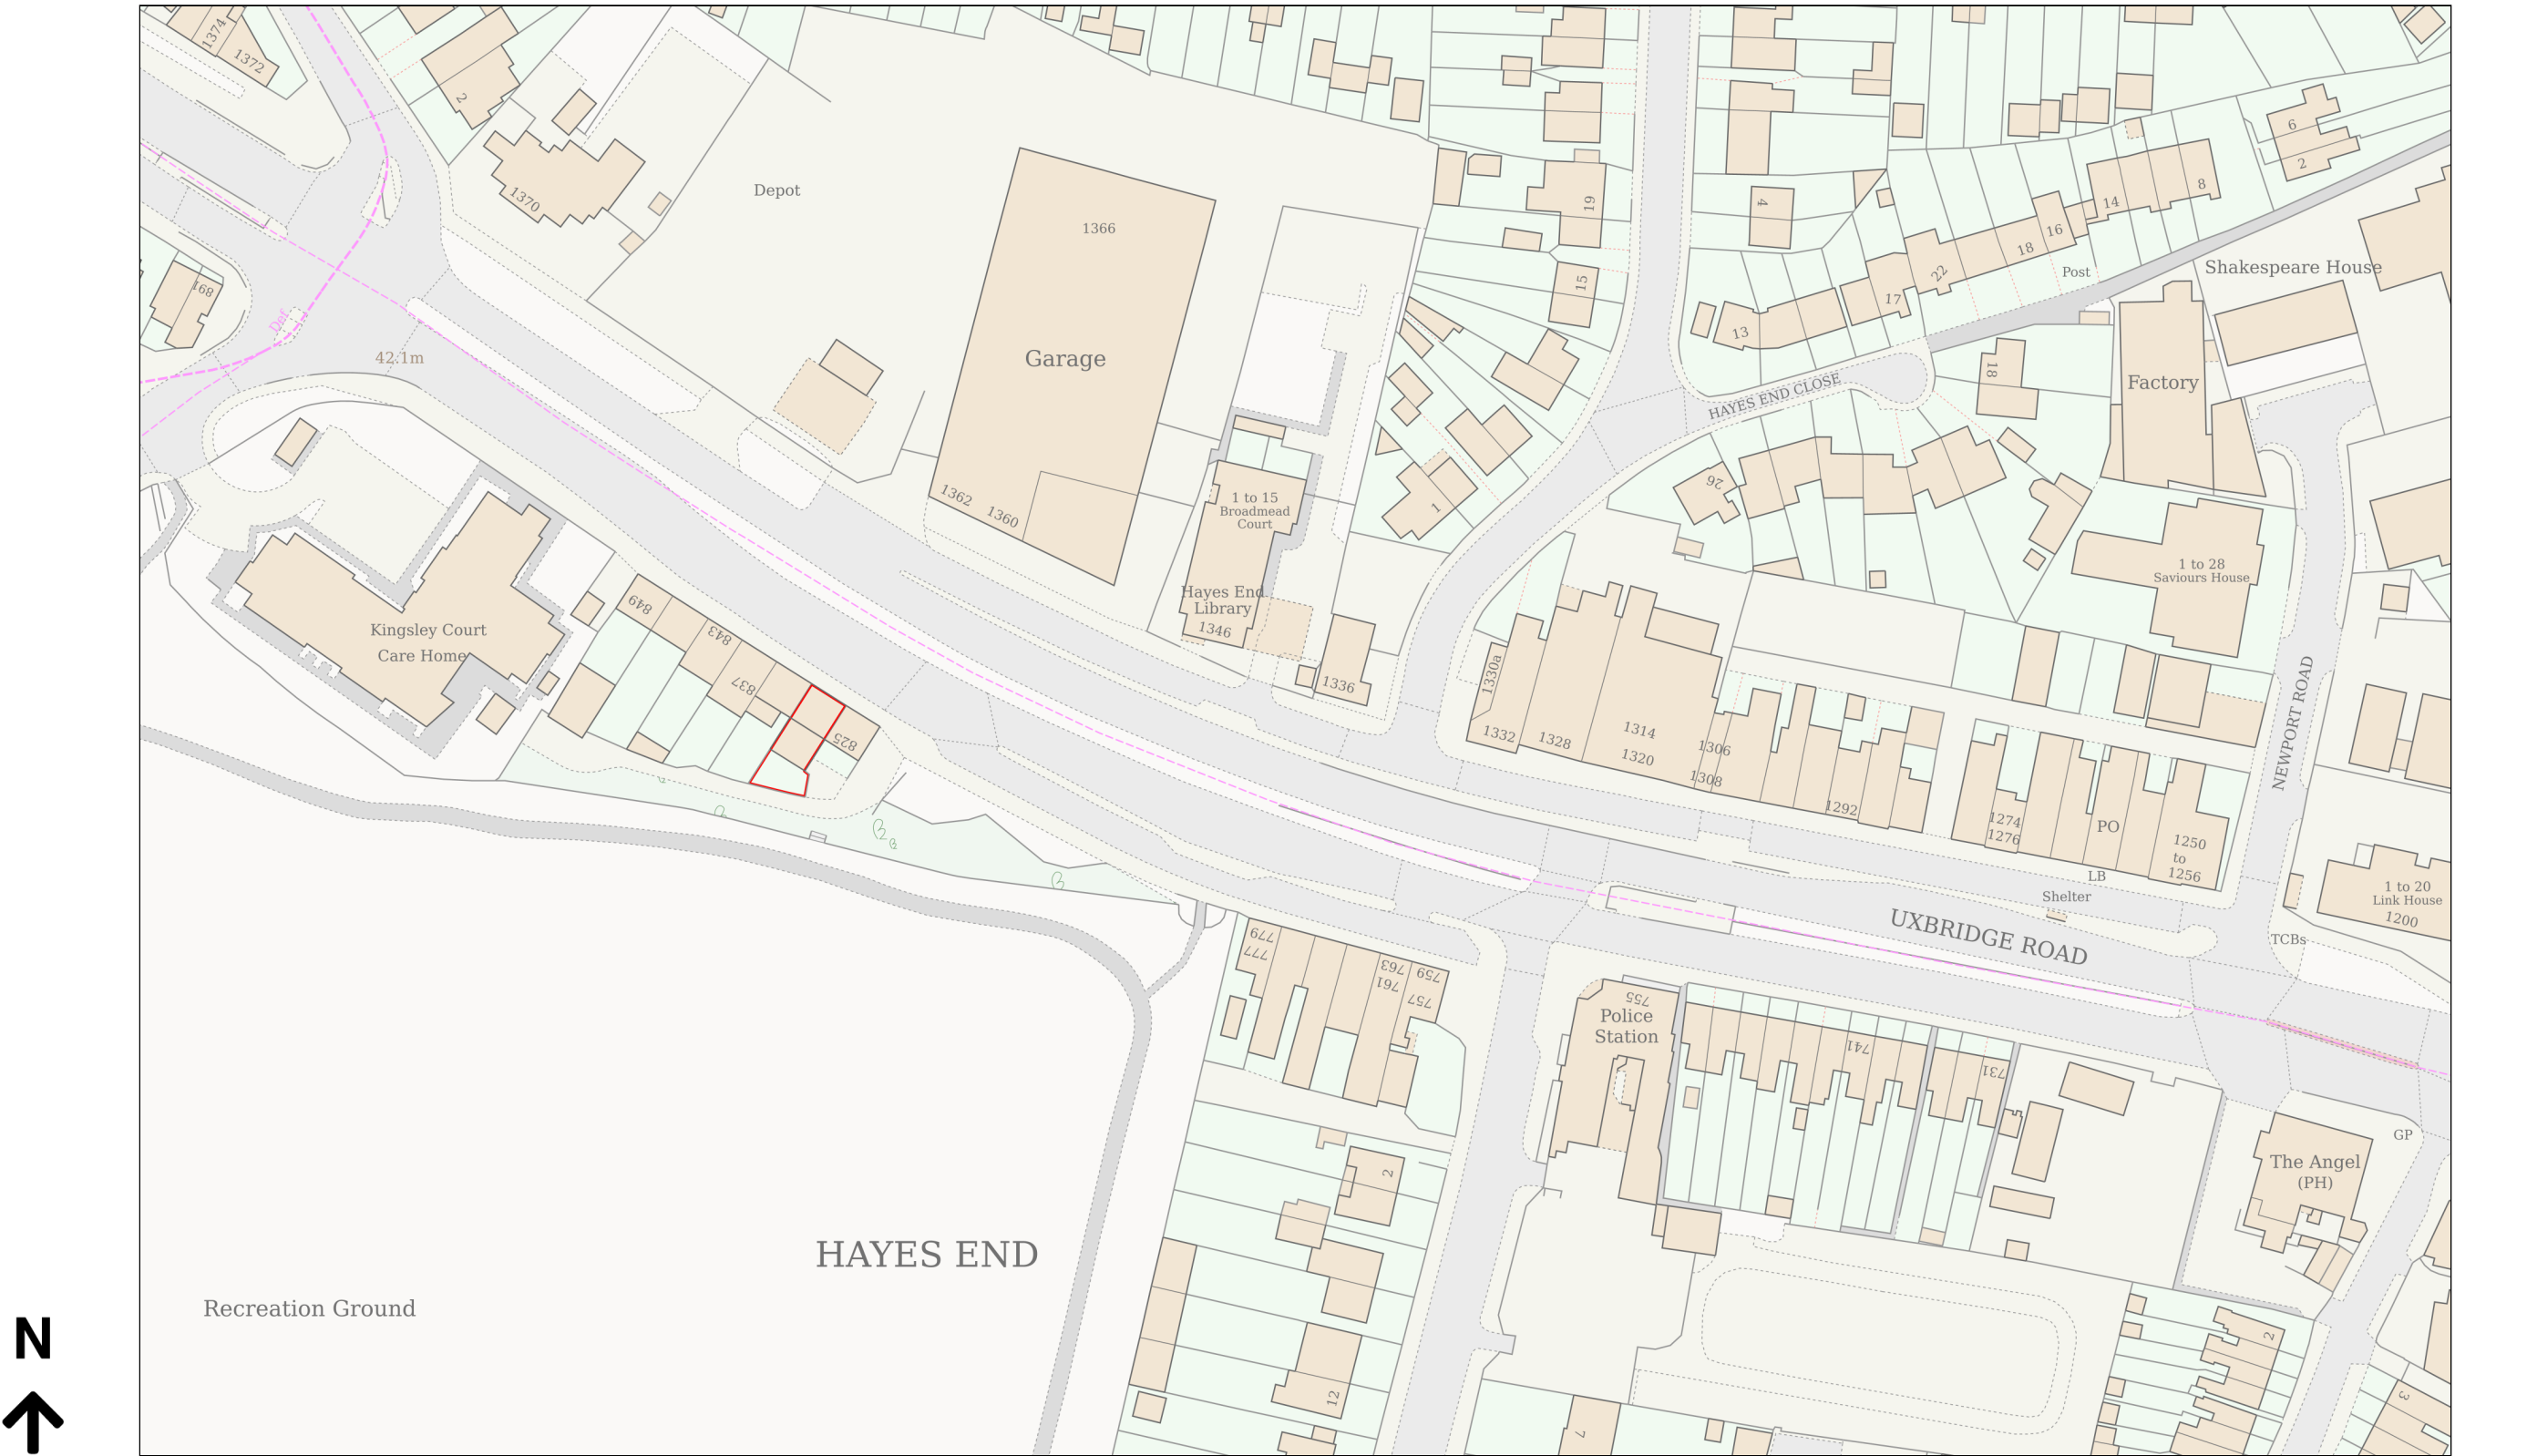 1374
1372
2
1370
Depot
1366
Garage
1362
1360
168
Def
42.1m
19
15
4
13
17
22
18
16
14
8
6
2
Post
Shakespeare House
Factory
18
HAYES END CLOSE
26
1
1 to 15
Broadmead
Court
Hayes End
Library
1346
1336
1 to 28
Saviours House
Kingsley Court
Care Home
849
843
837
825
1330a
1332
1328
1314
1320
1306
1308
1292
1274
1276
PO
1250
to
1256
LB
Shelter
NEWPORT ROAD
1 to 20
Link House
1200
UXBRIDGE ROAD
TCBs
779
777
763
761
759
757
755
Police
Station
741
731
GP
The Angel
(PH)
2
HAYES END
Recreation Ground
12
7
2
3
N